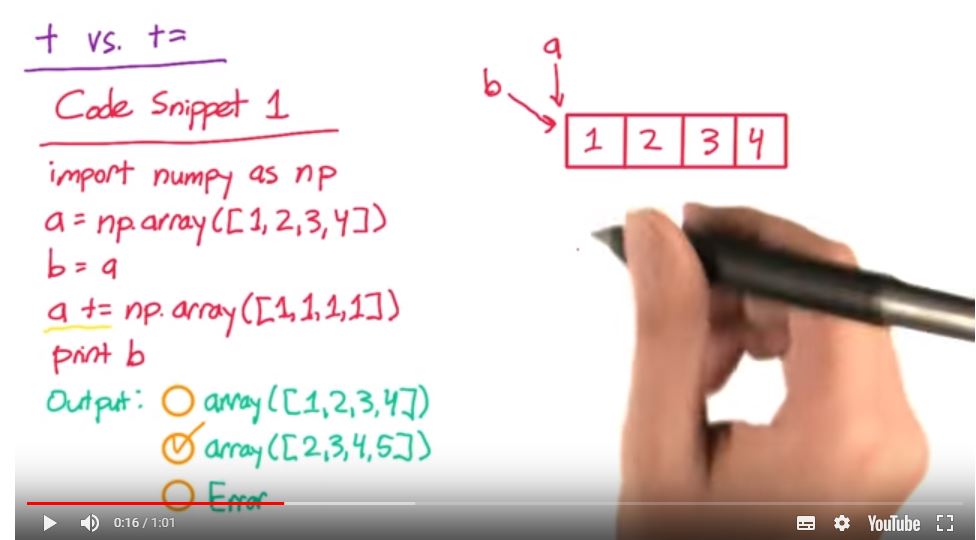 + vs. +=
Code Snippet 1
import numpy as np
a = np.array([1,2,3,4])
b = a
a += np.array([1,1,1,1])
print b
Output: array([1,2,3,4])
array([2,3,4,5])
Error
a
b
1 2 3 4
0:16 / 1:01
YouTube